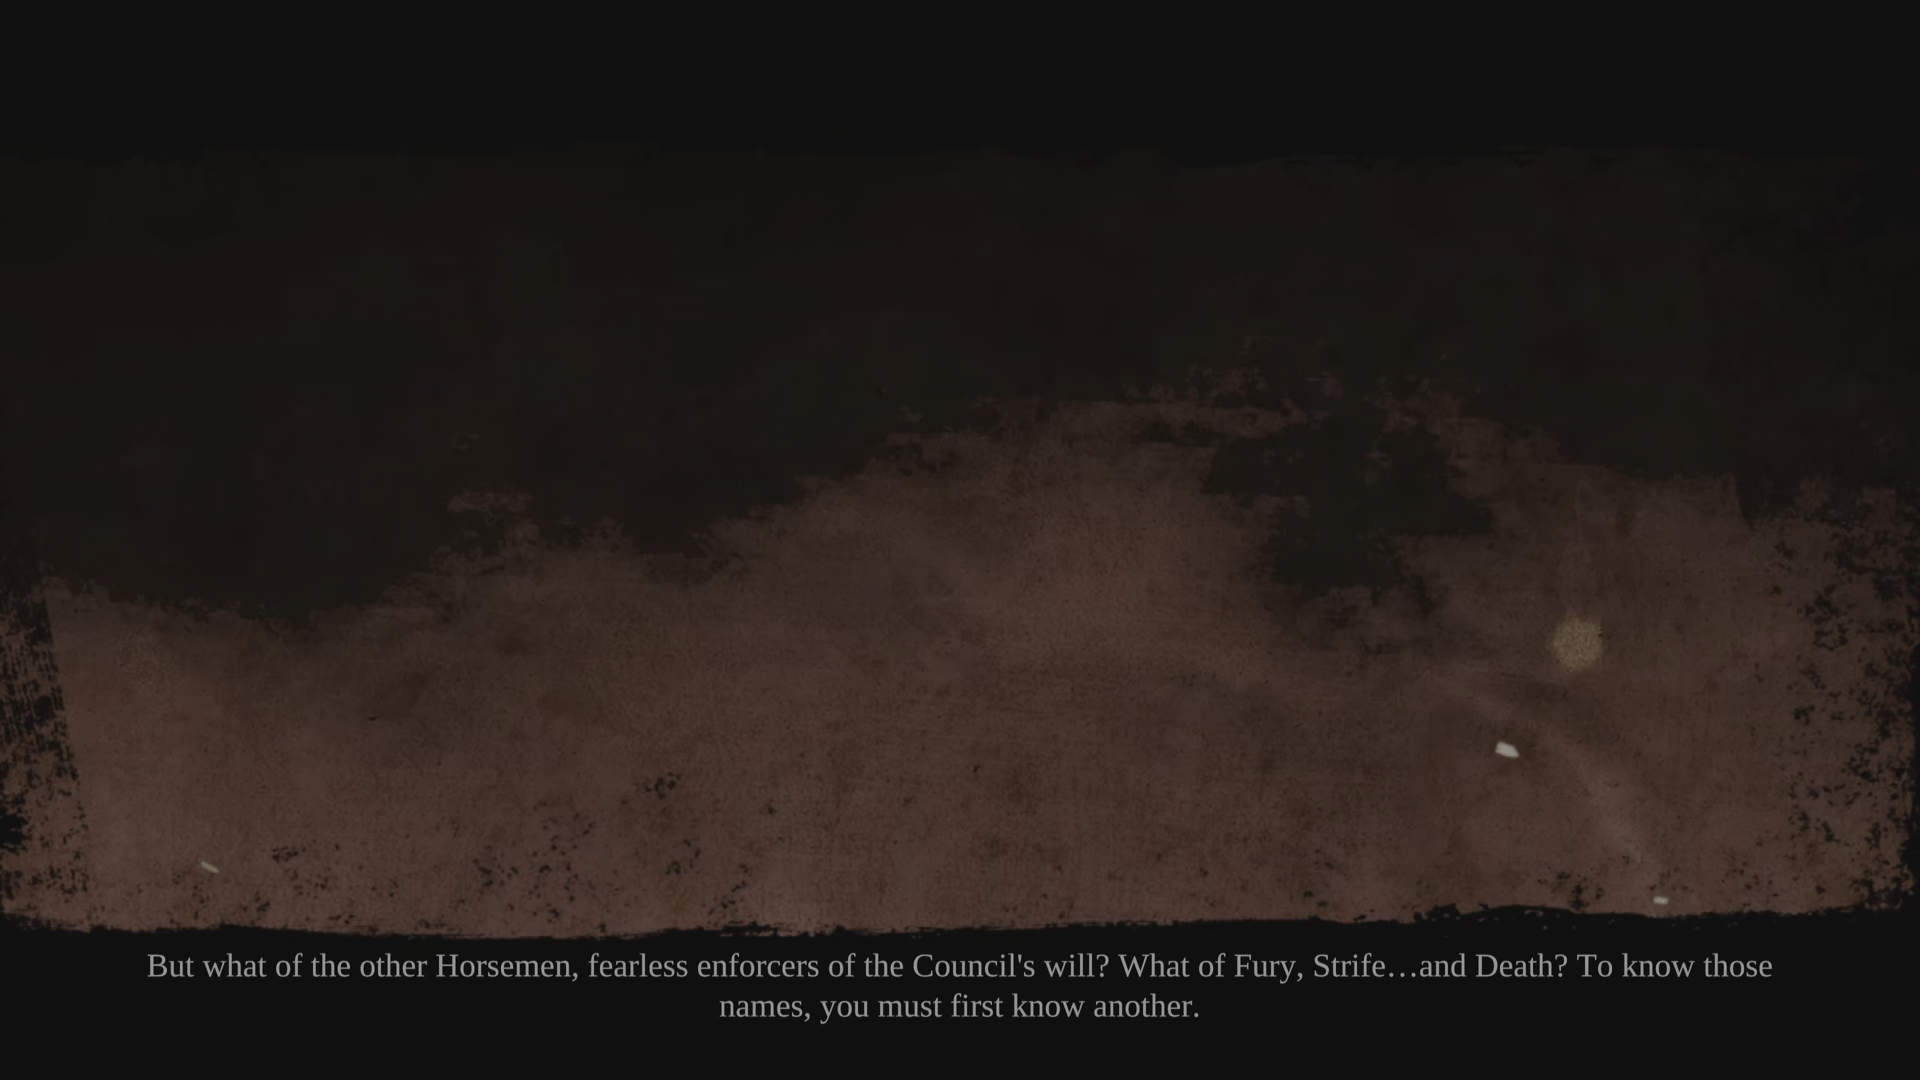 But what of the other Horsemen, fearless enforcers of the Council's will? What of Fury, Strife…and Death? To know those
names, you must first know another.